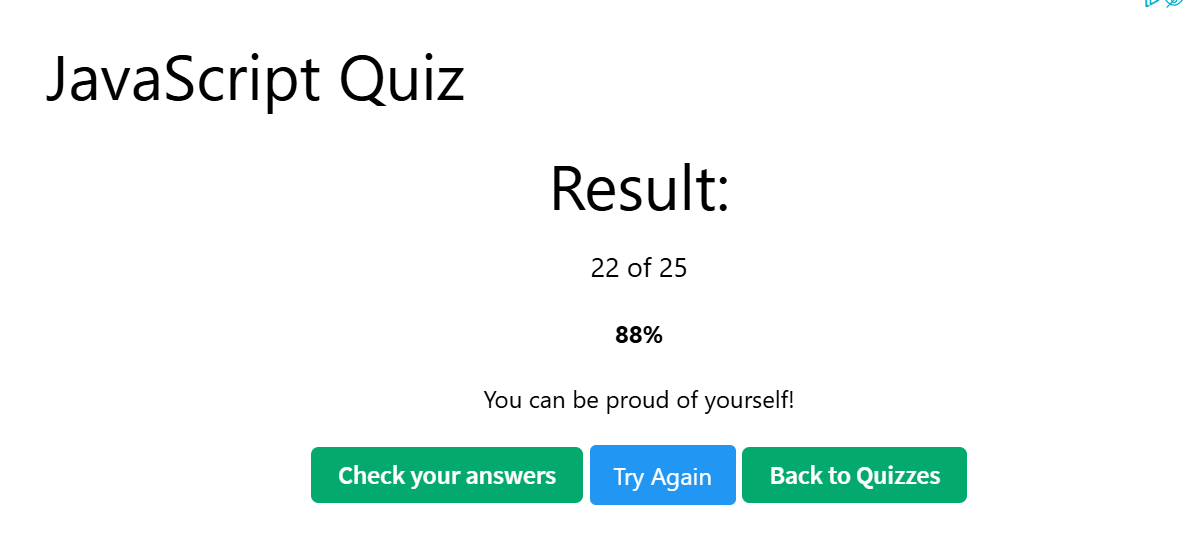 JavaScript Quiz
Result:
22 of 25
88%
You can be proud of yourself!
Check your answers Try Again Back to Quizzes